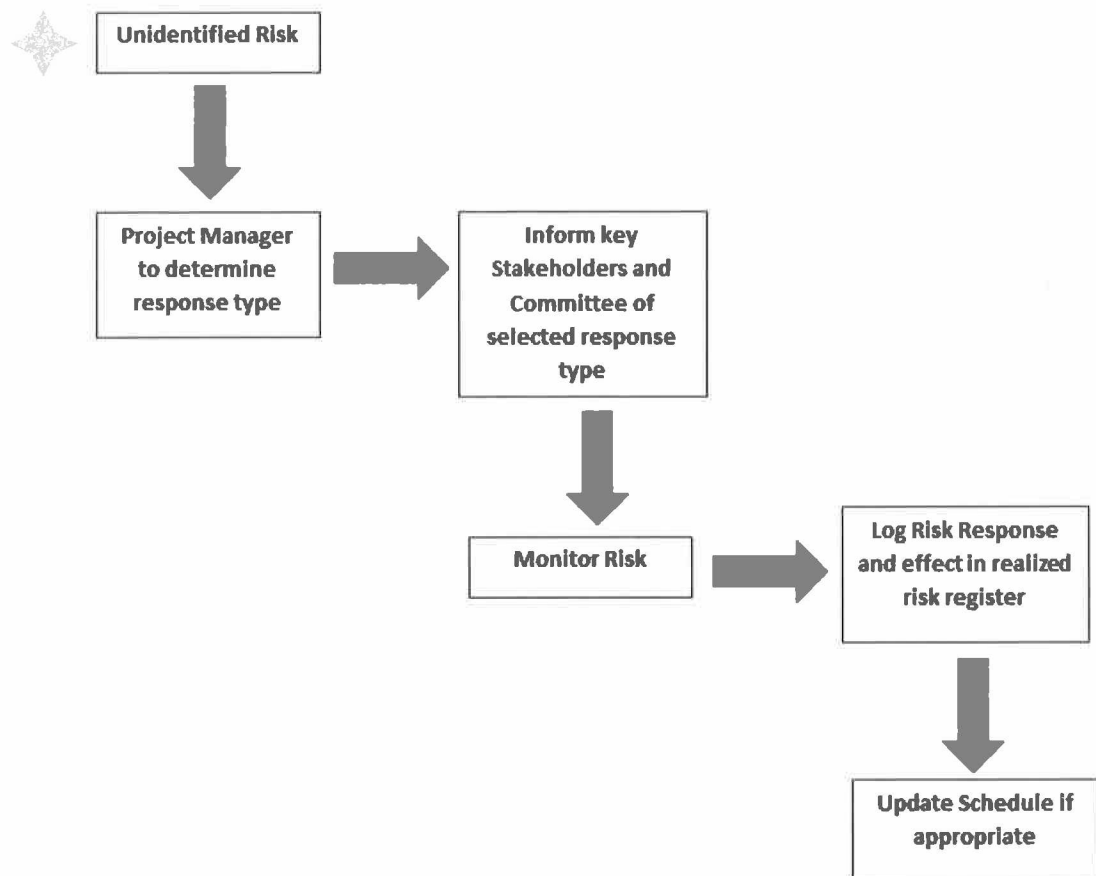 Unidentified Risk
Project Manager
to determine
response type
Inform key
Stakeholders and
Committee of
selected response
type
Monitor Risk
Log Risk Response
and effect in realized
risk register
Update Schedule if
appropriate